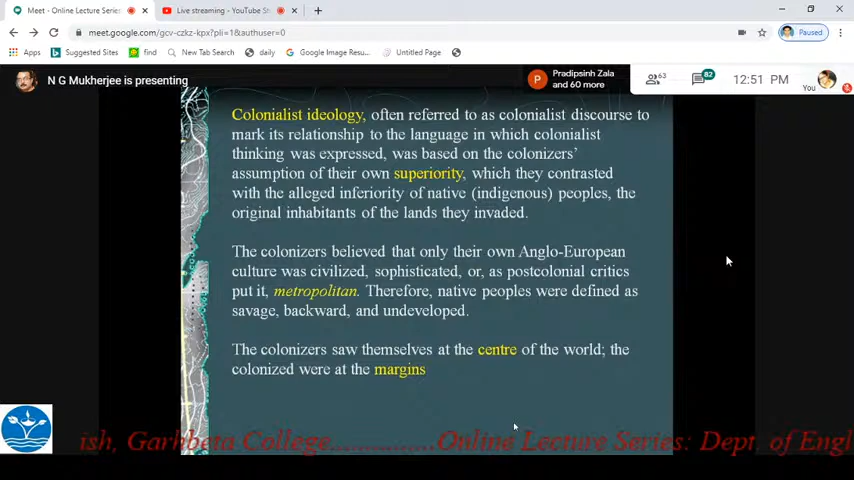 Meet - Online Lecture Series:
Live streaming - YouTube St
meet.google.com/gcv-czkz-kpx?pli=1&authuser=0
Paused
Apps
Suggested Sites
find
New Tab Search
daily
Google Image Resu...
Untitled Page
N G Mukherjee is presenting
P
Pradipsinh Zala
and 60 more
63
82
12:51 PM
You
Colonialist ideology, often referred to as colonialist discourse to
mark its relationship to the language in which colonialist
thinking was expressed, was based on the colonizers'
assumption of their own superiority, which they contrasted
with the alleged inferiority of native (indigenous) peoples, the
original inhabitants of the lands they invaded.
The colonizers believed that only their own Anglo-European
culture was civilized, sophisticated, or, as postcolonial critics
put it, metropolitan. Therefore, native peoples were defined as
savage, backward, and undeveloped.
The colonizers saw themselves at the centre of the world; the
colonized were at the margins
ish, Garhbeta College..................Online Lecture Series: Dept. of Engl